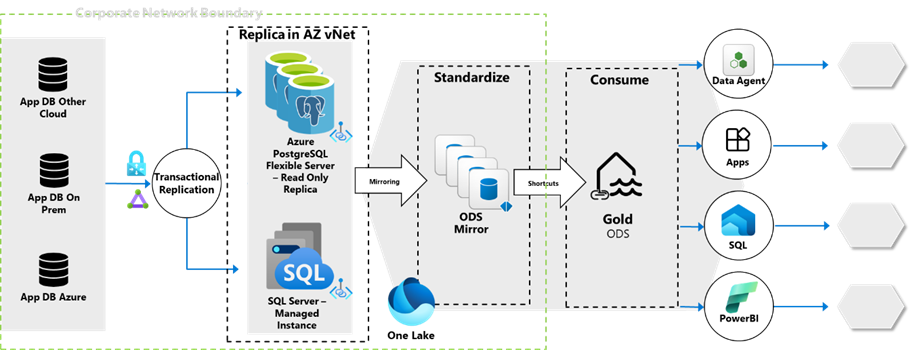 Corporate Network Boundary
App DB Other
Cloud
App DB On
Prem
App DB Azure
Transactional
Replication
Replica in AZ vNet
Azure
PostgreSQL
Flexible Server
– Read Only
Replica
SQL
SQL Server –
Managed
Instance
Mirroring
One Lake
Standardize
ODS
Mirror
Shortcuts
Consume
Gold
ODS
Data Agent
Apps
SQL
PowerBI